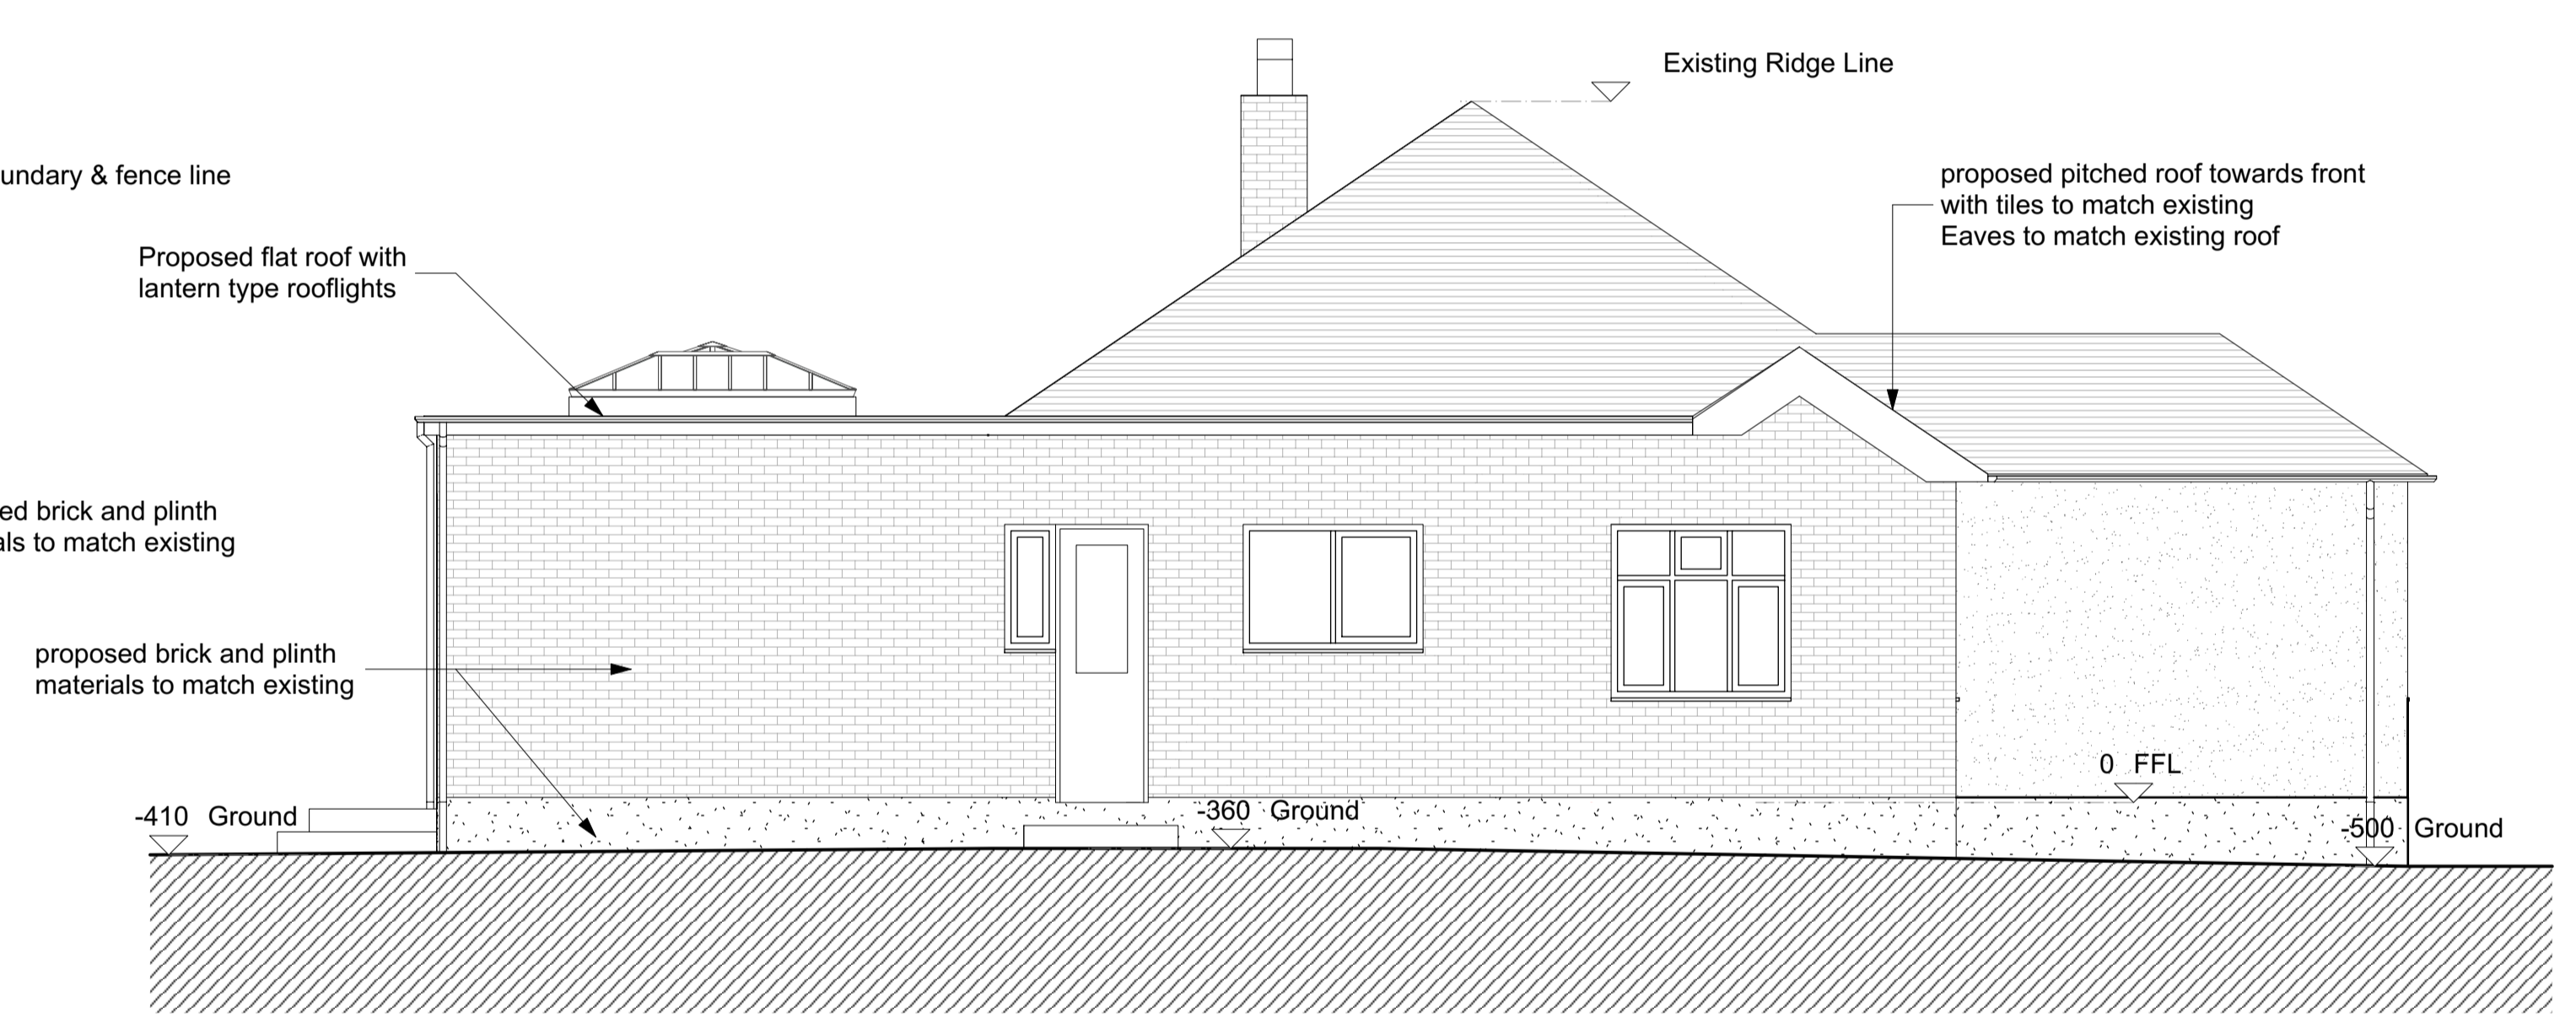 Existing Ridge Line
undary & fence line
proposed pitched roof towards front
with tiles to match existing
Eaves to match existing roof
Proposed flat roof with
lantern type rooflights
ed brick and plinth
als to match existing
proposed brick and plinth
materials to match existing
0 FFL
-410 Ground
-360 Ground
-500 Ground